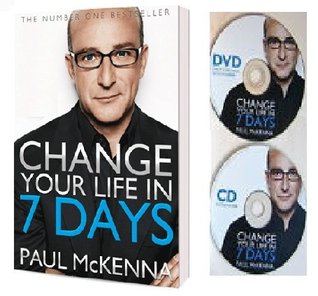 THE NUMBER ONE BESTSELLER
CHANGE
YOUR LIFE IN
7 DAYS
PAUL McKENNA
DVD
CHANGE
YOUR LIFE IN
7 DAYS
PAUL McKENNA
CD
CHANGE
YOUR LIFE IN
7 DAYS
PAUL McKENNA